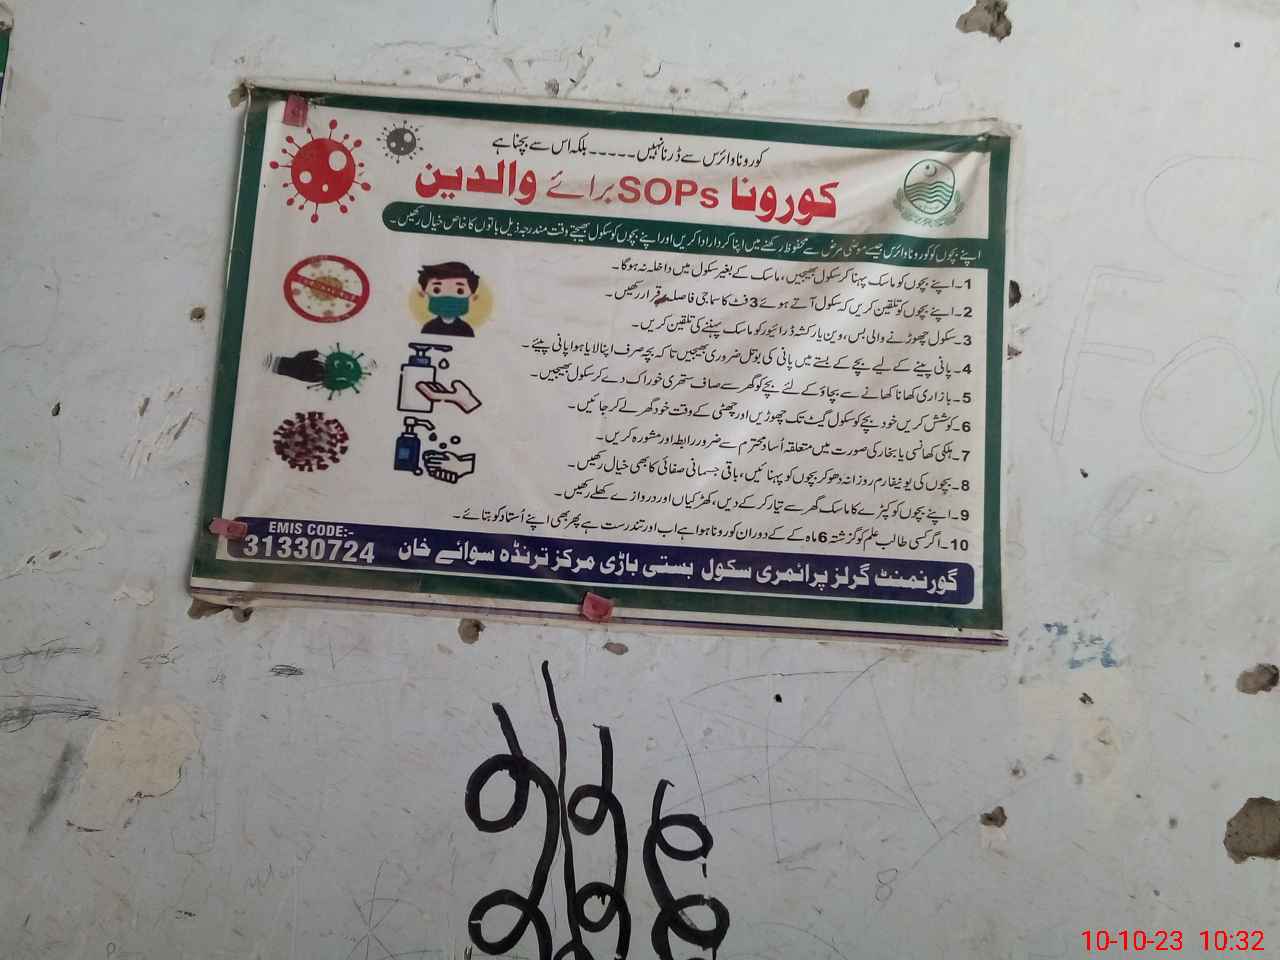 کورونا وائرس سے ڈرنا نہیں ۔۔۔۔۔ بلکہ اس سے بچنا ہے
کورونا SOPs برائے والدین
اپنے بچوں کو کورونا وائرس جیسے موذی مرض سے محفوظ رکھنے میں اپنا کردار ادا کریں اور اپنے بچوں کو سکول بھیجتے وقت مندرجہ ذیل باتوں کا خاص خیال رکھیں۔
1۔ اپنے بچوں کو ماسک پہنا کر سکول بھیجیں، ماسک کے بغیر سکول میں داخلہ نہ ہوگا۔
2۔ اپنے بچوں کو تلقین کریں کہ سکول آتے ہوئے 3 فٹ کا سماجی فاصلہ برقرار رکھیں۔
3۔ سکول چھوڑنے والی بس، وین یا رکشہ ڈرائیور کو ماسک پہننے کی تلقین کریں۔
4۔ پانی پینے کے لیے بچے کے بستے میں پانی کی بوتل ضروری بھیجیں تاکہ بچہ صرف اپنا لایا ہوا پانی پیئے۔
5۔ بازاری کھانا کھانے سے بچاؤ کے لئے بچے کو گھر سے صاف ستھری خوراک دے کر سکول بھیجیں۔
6۔ کوشش کریں خود بچے کو سکول گیٹ تک چھوڑیں اور چھٹی کے وقت خود گھر لے کر جائیں۔
7۔ ہلکی کھانسی یا بخار کی صورت میں متعلقہ اُستاد محترم سے ضرور رابطہ اور مشورہ کریں۔
8۔ بچوں کی یونیفارم روزانہ دھو کر بچوں کو پہنائیں، باقی جسمانی صفائی کا بھی خیال رکھیں۔
9۔ اپنے بچوں کو کپڑے کا ماسک گھر سے تیار کر کے دیں، کھڑکیاں اور دروازے کھلے رکھیں۔
10۔ اگر کسی طالب علم کو گزشتہ 6 ماہ کے کے دوران کورونا ہوا ہے اب اور تندرست ہے پھر بھی اپنے اُستاد کو بتائے۔
گورنمنٹ گرلز پرائمری سکول بستی باڑی مرکز ترنڈہ سوائے خان
EMIS CODE:-
31330724
8
10-10-23 10:32